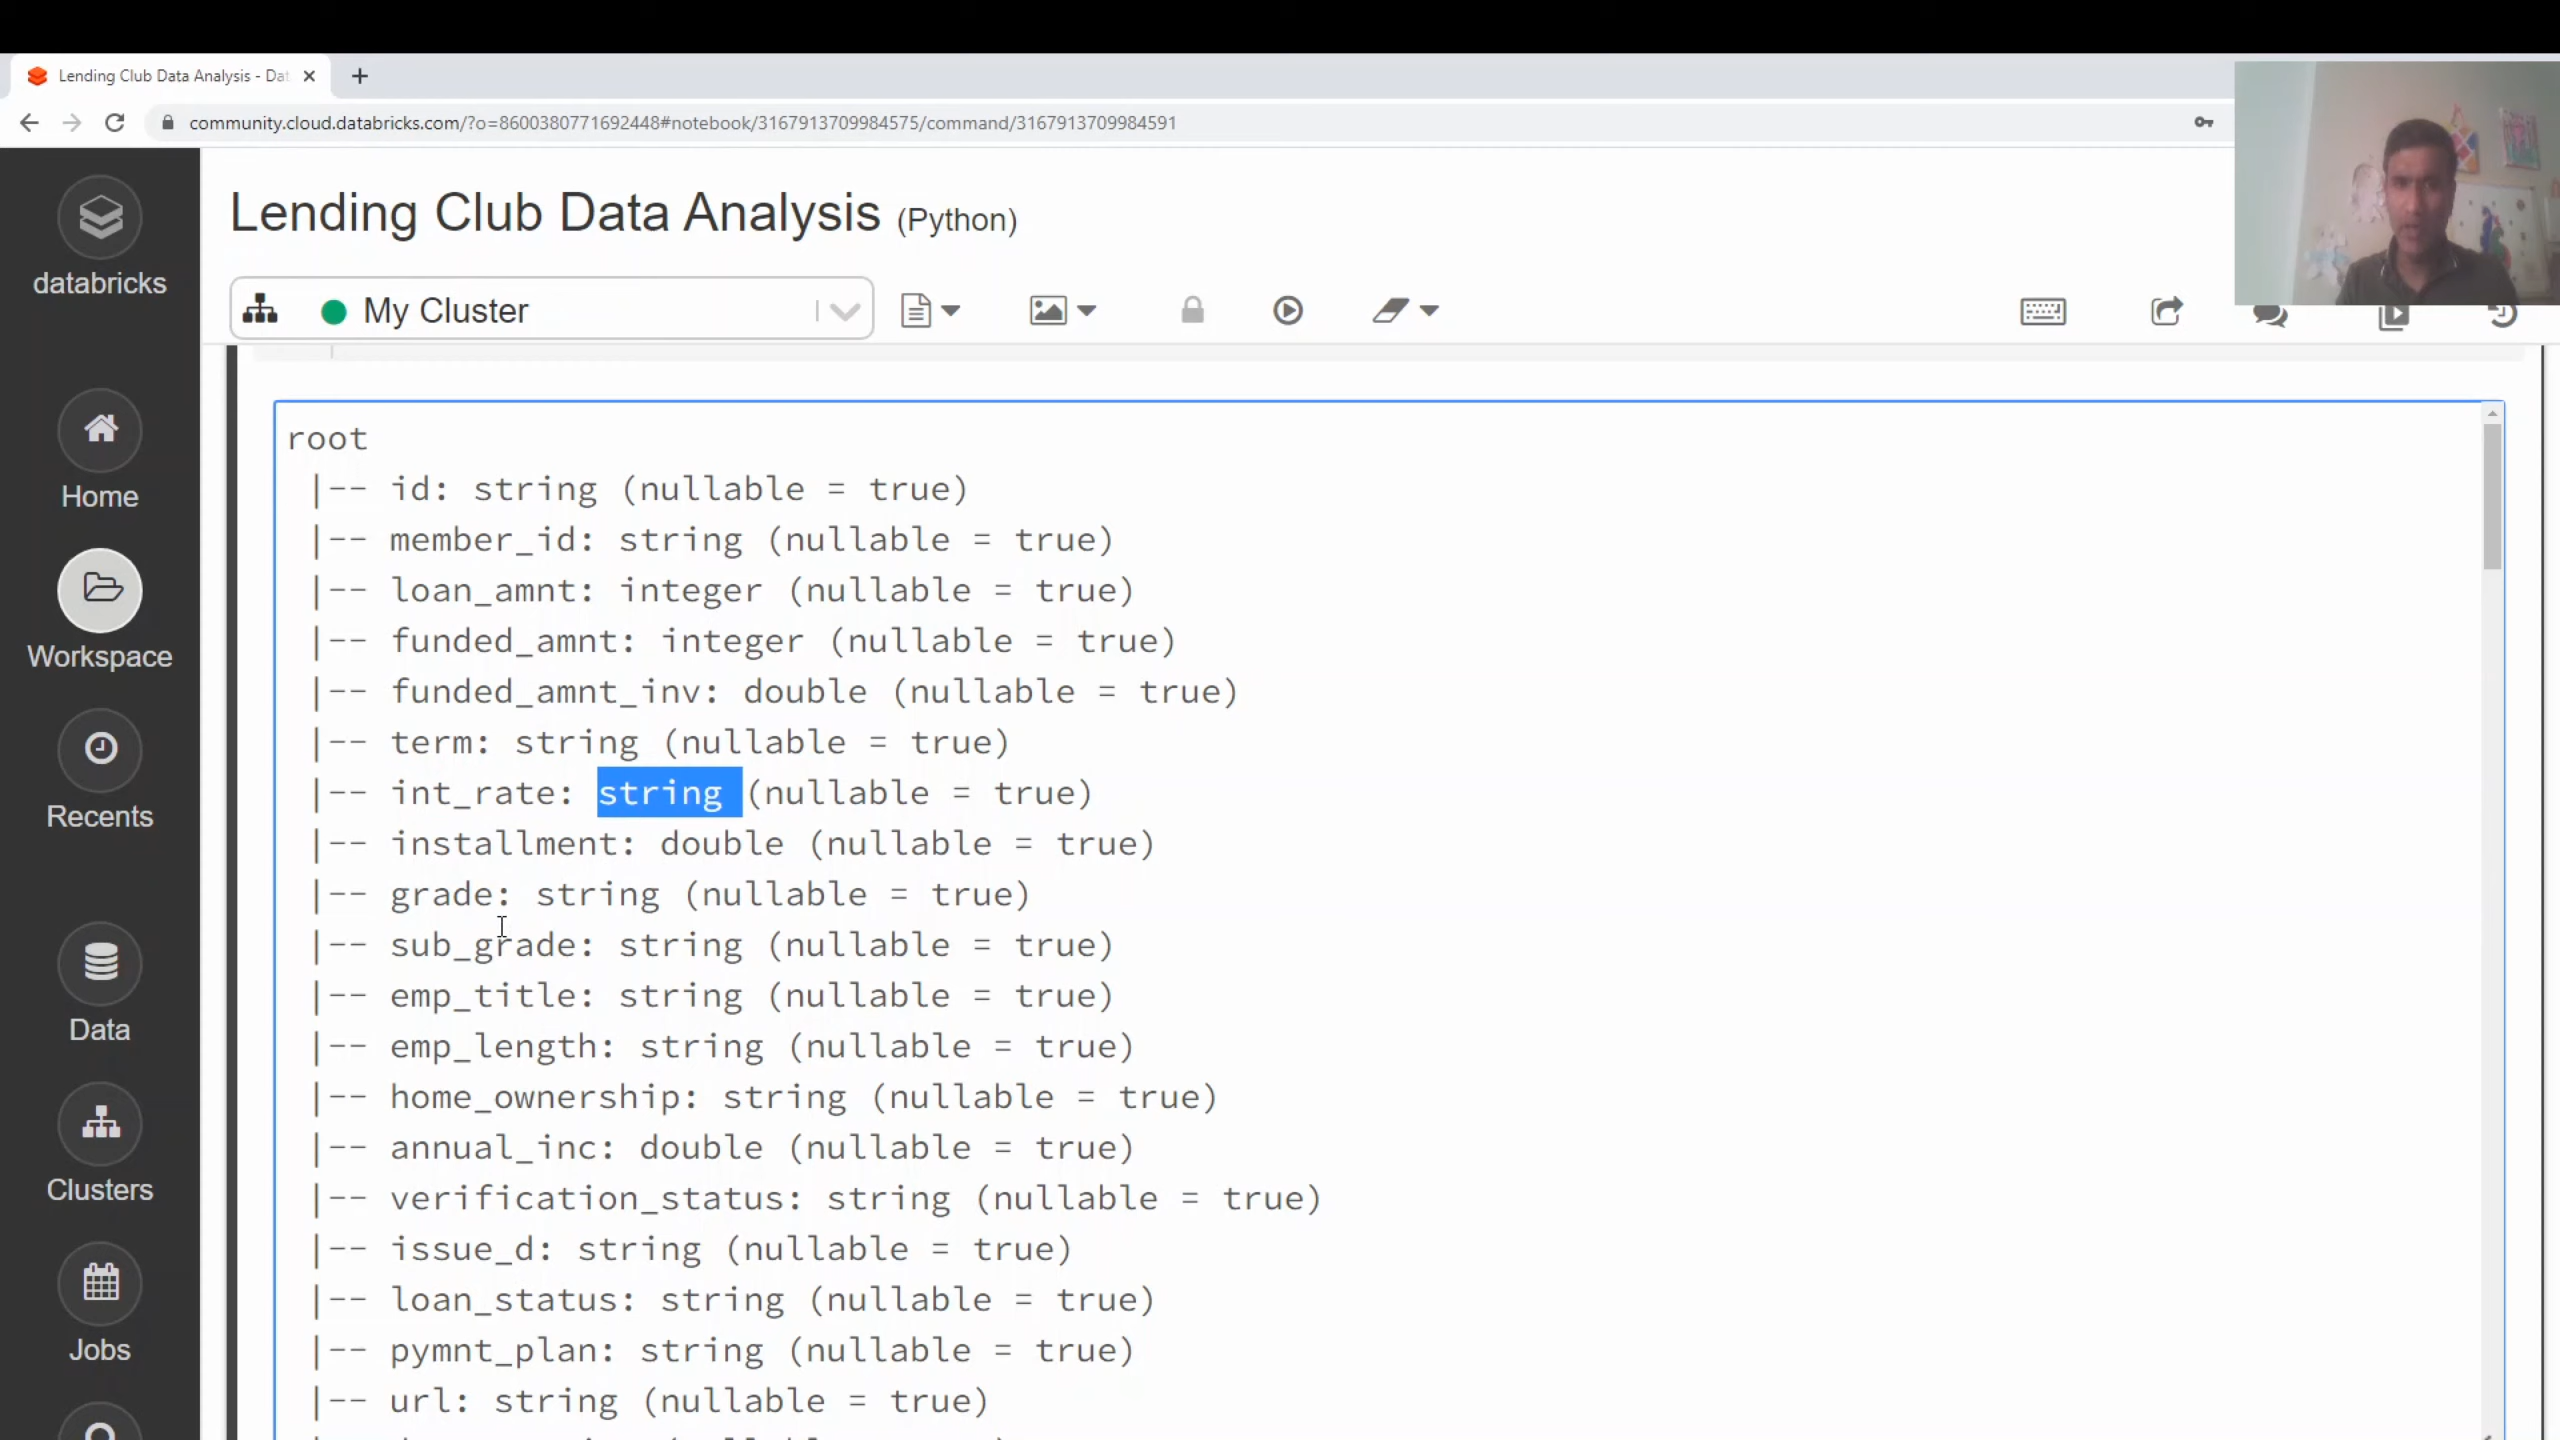 Lending Club Data Analysis - Dat
community.cloud.databricks.com/?o=8600380771692448#notebook/3167913709984575/command/3167913709984591
databricks
Home
Workspace
Recents
Data
Clusters
Jobs
Lending Club Data Analysis (Python)
My Cluster
root
|-- id: string (nullable = true)
|-- member_id: string (nullable = true)
|-- loan_amnt: integer (nullable = true)
|-- funded_amnt: integer (nullable = true)
|-- funded_amnt_inv: double (nullable = true)
|-- term: string (nullable = true)
|-- int_rate: string (nullable = true)
|-- installment: double (nullable = true)
|-- grade: string (nullable = true)
|-- sub_grade: string (nullable = true)
|-- emp_title: string (nullable = true)
|-- emp_length: string (nullable = true)
|-- home_ownership: string (nullable = true)
|-- annual_inc: double (nullable = true)
|-- verification_status: string (nullable = true)
|-- issue_d: string (nullable = true)
|-- loan_status: string (nullable = true)
|-- pymnt_plan: string (nullable = true)
|-- url: string (nullable = true)